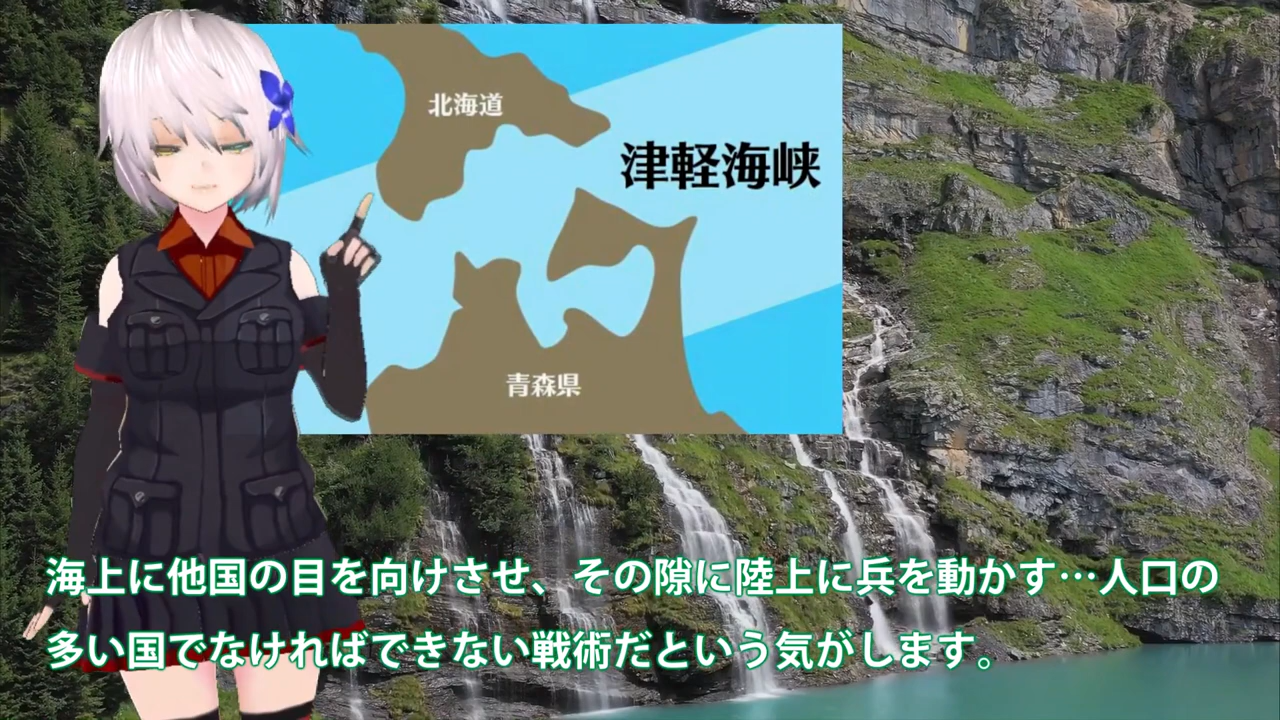 北海道
津軽海峡
青森県
海上に他国の目を向けさせ、その隙に陸上に兵を動かす…人口の
多い国でなければできない戦術だという気がします。